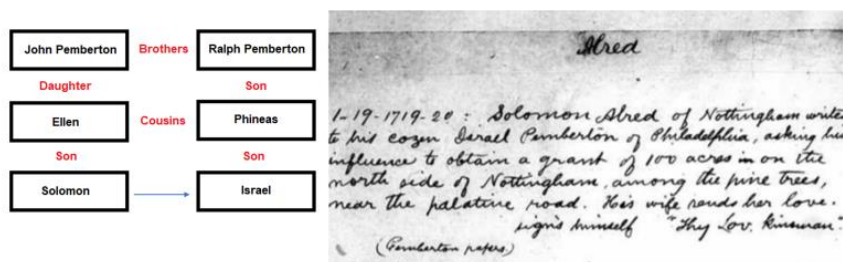 John Pemberton Brothers Ralph Pemberton
Daughter Son
Ellen Cousins Phineas
Son Son
Solomon Israel
Alred
1-19-1719-20: Solomon Alred of Nottingham writes
to his cozen Israel Pemberton of Philadelphia, asking his
influence to obtain a grant of 100 acres in on the
north side of Nottingham, among the pine trees,
near the palatine road. His wife sends her love.
signs himself "Thy Lov. Kinsman"
(Pemberton papers)